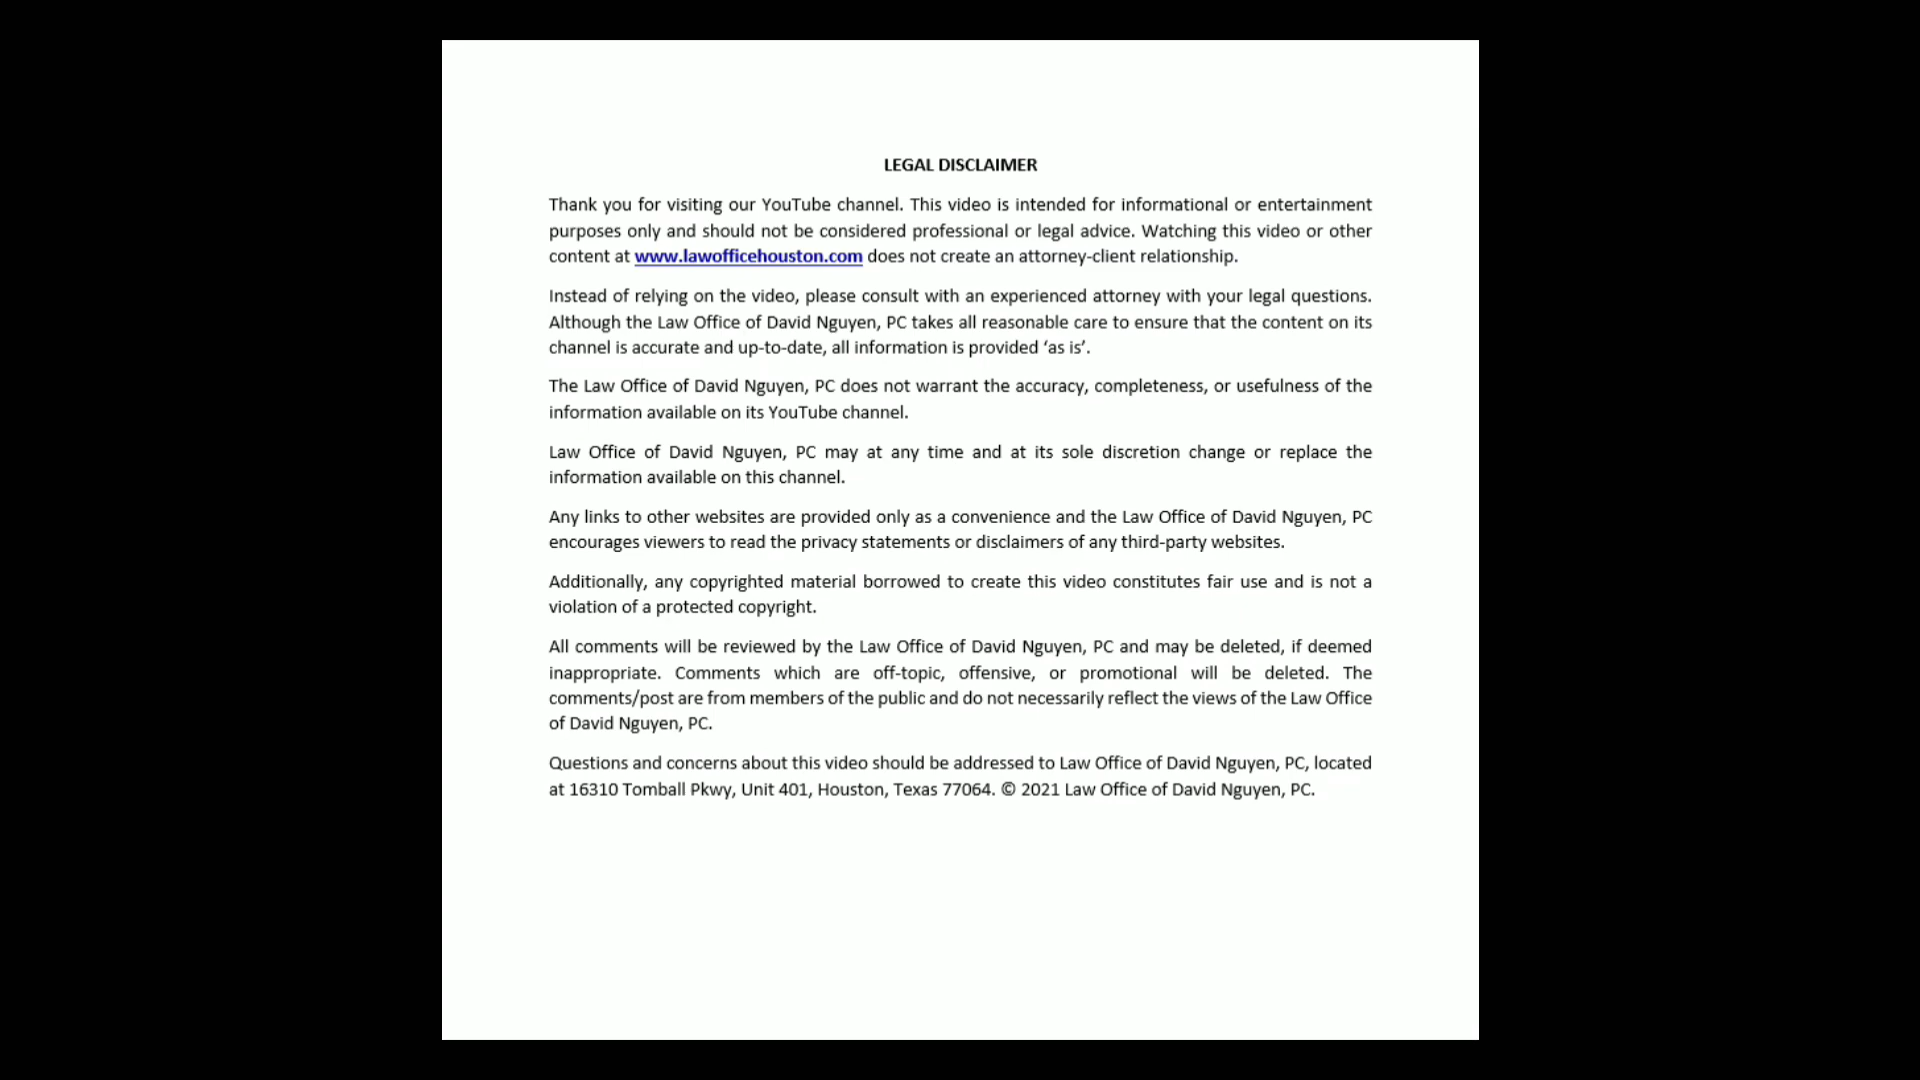 LEGAL DISCLAIMER
Thank you for visiting our YouTube channel. This video is intended for informational or entertainment
purposes only and should not be considered professional or legal advice. Watching this video or other
content at www.lawofficehouston.com does not create an attorney-client relationship.
Instead of relying on the video, please consult with an experienced attorney with your legal questions.
Although the Law Office of David Nguyen, PC takes all reasonable care to ensure that the content on its
channel is accurate and up-to-date, all information is provided ‘as is’.
The Law Office of David Nguyen, PC does not warrant the accuracy, completeness, or usefulness of the
information available on its YouTube channel.
Law Office of David Nguyen, PC may at any time and at its sole discretion change or replace the
information available on this channel.
Any links to other websites are provided only as a convenience and the Law Office of David Nguyen, PC
encourages viewers to read the privacy statements or disclaimers of any third-party websites.
Additionally, any copyrighted material borrowed to create this video constitutes fair use and is not a
violation of a protected copyright.
All comments will be reviewed by the Law Office of David Nguyen, PC and may be deleted, if deemed
inappropriate. Comments which are off-topic, offensive, or promotional will be deleted. The
comments/post are from members of the public and do not necessarily reflect the views of the Law Office
of David Nguyen, PC.
Questions and concerns about this video should be addressed to Law Office of David Nguyen, PC, located
at 16310 Tomball Pkwy, Unit 401, Houston, Texas 77064. © 2021 Law Office of David Nguyen, PC.